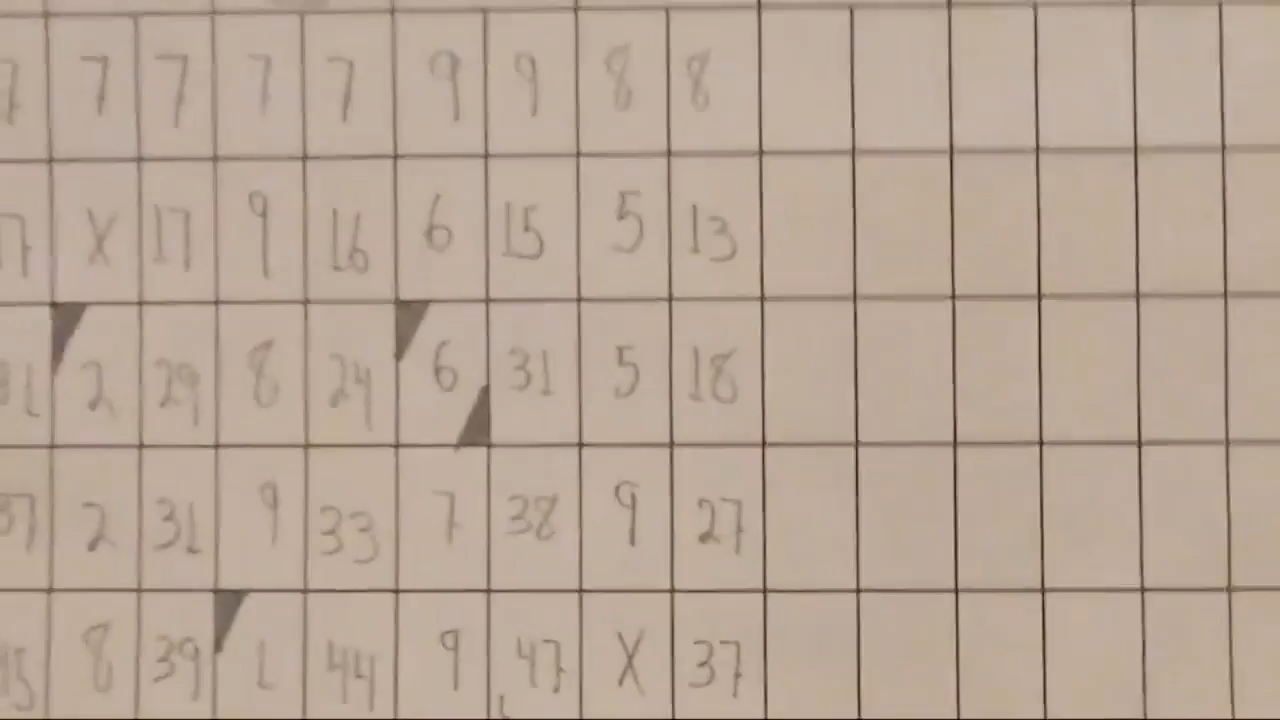 7 7 7 7 7 9 9 8 8
X 17 9 16 6 15 5 13
2 29 8 24 6 31 5 18
2 31 9 33 7 38 9 27
8 39 1 44 9 47 X 37